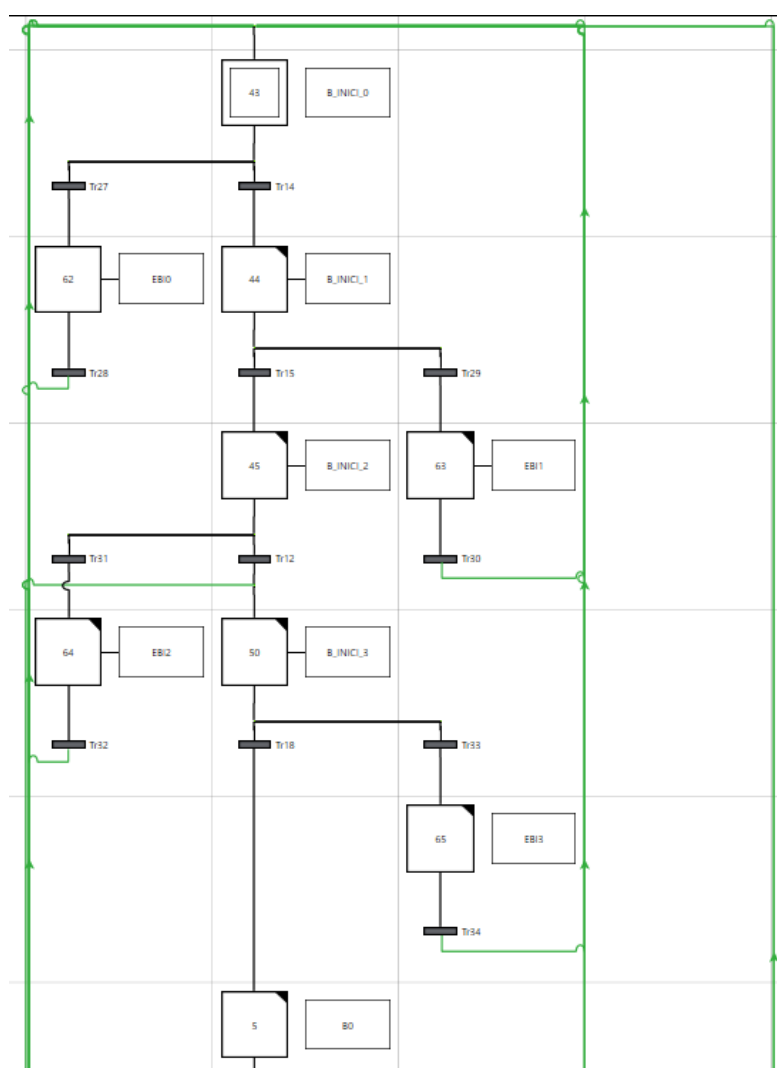 43
B_INICI_0
Tr27
Tr14
62
EBI0
44
B_INICI_1
Tr28
Tr15
Tr29
45
B_INICI_2
63
EBI1
Tr31
Tr12
Tr30
64
EBI2
50
B_INICI_3
Tr32
Tr18
Tr33
65
EBI3
Tr34
5
B0